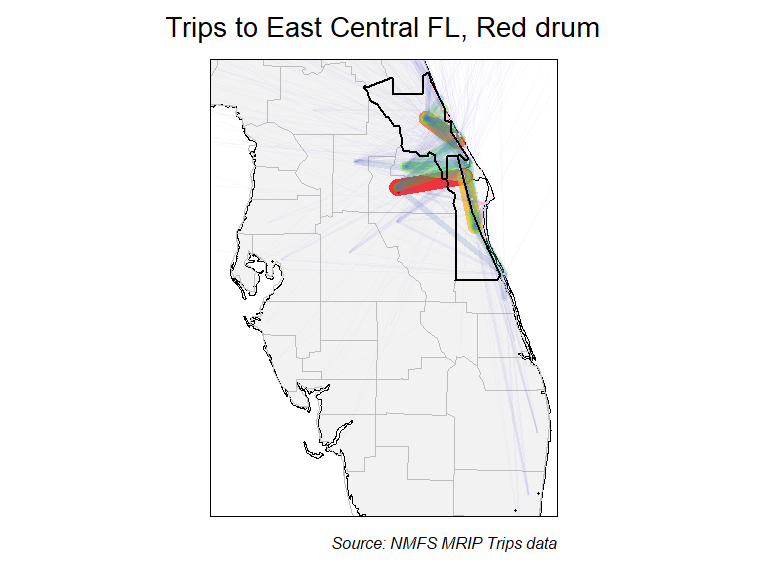 Trips to East Central FL, Red drum
Source: NMFS MRIP Trips data